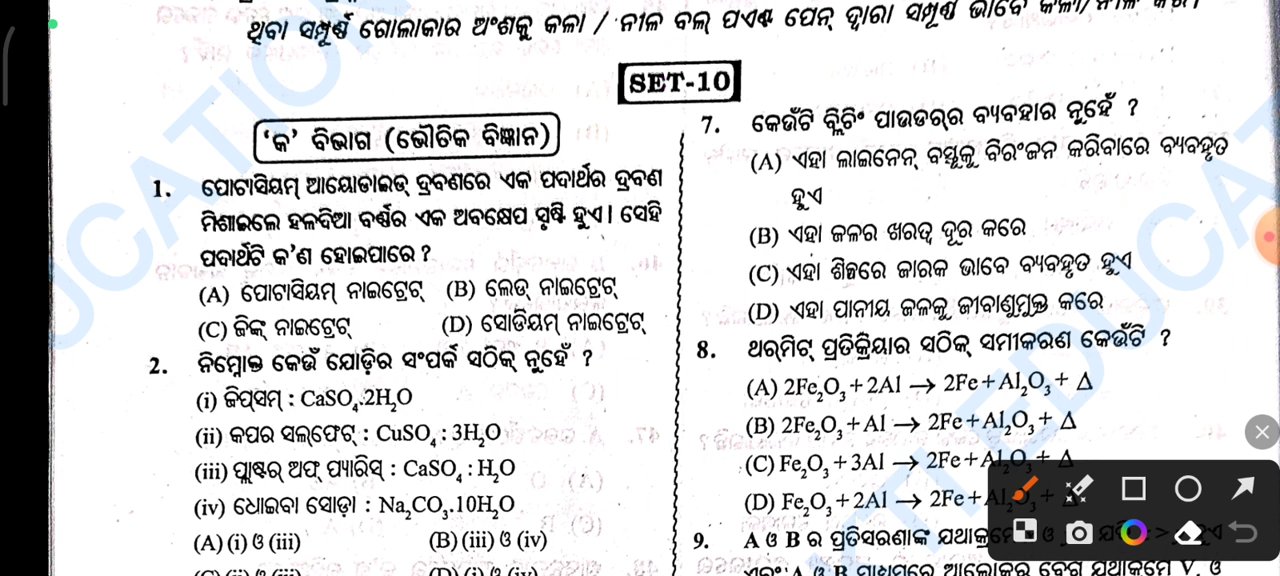 ଥିବା ସମ୍ପୂର୍ଣ୍ଣ ଗୋଲାକାର ଅଂଶକୁ କଳା / ନୀଳ ବଲ୍ ପଏଣ୍ଟ ପେନ୍ ଦ୍ୱାରା ସମ୍ପୂର୍ଣ୍ଣ ଭାବେ କଳା/
SET-10
‘କ’ ବିଭାଗ (ଭୌତିକ ବିଜ୍ଞାନ)
1. ପୋଟାସିୟମ୍ ଆୟୋଡାଇଡ୍ ଦ୍ରବଣରେ ଏକ ପଦାର୍ଥର ଦ୍ରବଣ
ମିଶାଇଲେ ହଳଦିଆ ବର୍ଣ୍ଣର ଏକ ଅବକ୍ଷେପ ସୃଷ୍ଟି ହୁଏ। ସେହି
ପଦାର୍ଥଟି କ’ଣ ହୋଇପାରେ ?
(A) ପୋଟାସିୟମ୍ ନାଇଟ୍ରେଟ୍ (B) ଲେଡ୍ ନାଇଟ୍ରେଟ୍
(C) ଜିଙ୍କ୍ ନାଇଟ୍ରେଟ୍ (D) ସୋଡିୟମ୍ ନାଇଟ୍ରେଟ୍
2. ନିମ୍ନୋକ୍ତ କେଉଁ ଯୋଡ଼ିର ସଂପର୍କ ସଠିକ୍ ନୁହେଁ ?
(i) ଜିପ୍‌ସମ୍ : CaSO₄.2H₂O
(ii) କପର ସଲ୍‌ଫେଟ୍ : CuSO₄ : 3H₂O
(iii) ପ୍ଲାଷ୍ଟର୍ ଅଫ୍ ପ୍ୟାରିସ୍ : CaSO₄ : H₂O
(iv) ଧୋଇବା ସୋଡ଼ା : Na₂CO₃.10H₂O
(A) (i) ଓ (iii) (B) (iii) ଓ (iv)
7. କେଉଁଟି ବ୍ଲିଚିଂ ପାଉଡର୍‌ର ବ୍ୟବହାର ନୁହେଁ ?
(A) ଏହା ଲାଇନେନ୍ ବସ୍ତ୍ରକୁ ବିରଂଜନ କରିବାରେ ବ୍ୟବହୃତ
ହୁଏ
(B) ଏହା ଜଳର ଖରତ୍ୱ ଦୂର କରେ
(C) ଏହା ଶିଳ୍ପରେ ଜାରକ ଭାବେ ବ୍ୟବହୃତ ହୁଏ
(D) ଏହା ପାନୀୟ ଜଳକୁ ଜୀବାଣୁମୁକ୍ତ କରେ
8. ଥର୍‌ମିଟ୍ ପ୍ରତିକ୍ରିୟାର ସଠିକ୍ ସମୀକରଣ କେଉଁଟି ?
(A) 2Fe₂O₃ + 2Al → 2Fe + Al₂O₃ + Δ
(B) 2Fe₂O₃ + Al → 2Fe + Al₂O₃ + Δ
(C) Fe₂O₃ + 3Al → 2Fe + Al₂O₃ + Δ
(D) Fe₂O₃ + 2Al → 2Fe +
9. A ଓ B ର ପ୍ରତିସରଣାଙ୍କ